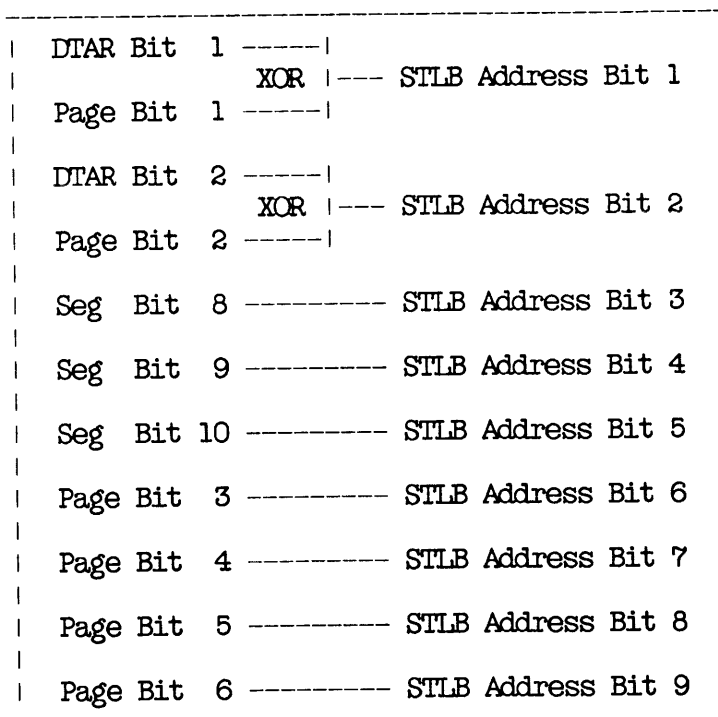 DTAR Bit 1 -----|
XOR |--- STLB Address Bit 1
Page Bit 1 -----|
DTAR Bit 2 -----|
XOR |--- STLB Address Bit 2
Page Bit 2 -----|
Seg Bit 8 --------- STLB Address Bit 3
Seg Bit 9 --------- STLB Address Bit 4
Seg Bit 10 --------- STLB Address Bit 5
Page Bit 3 --------- STLB Address Bit 6
Page Bit 4 --------- STLB Address Bit 7
Page Bit 5 --------- STLB Address Bit 8
Page Bit 6 --------- STLB Address Bit 9